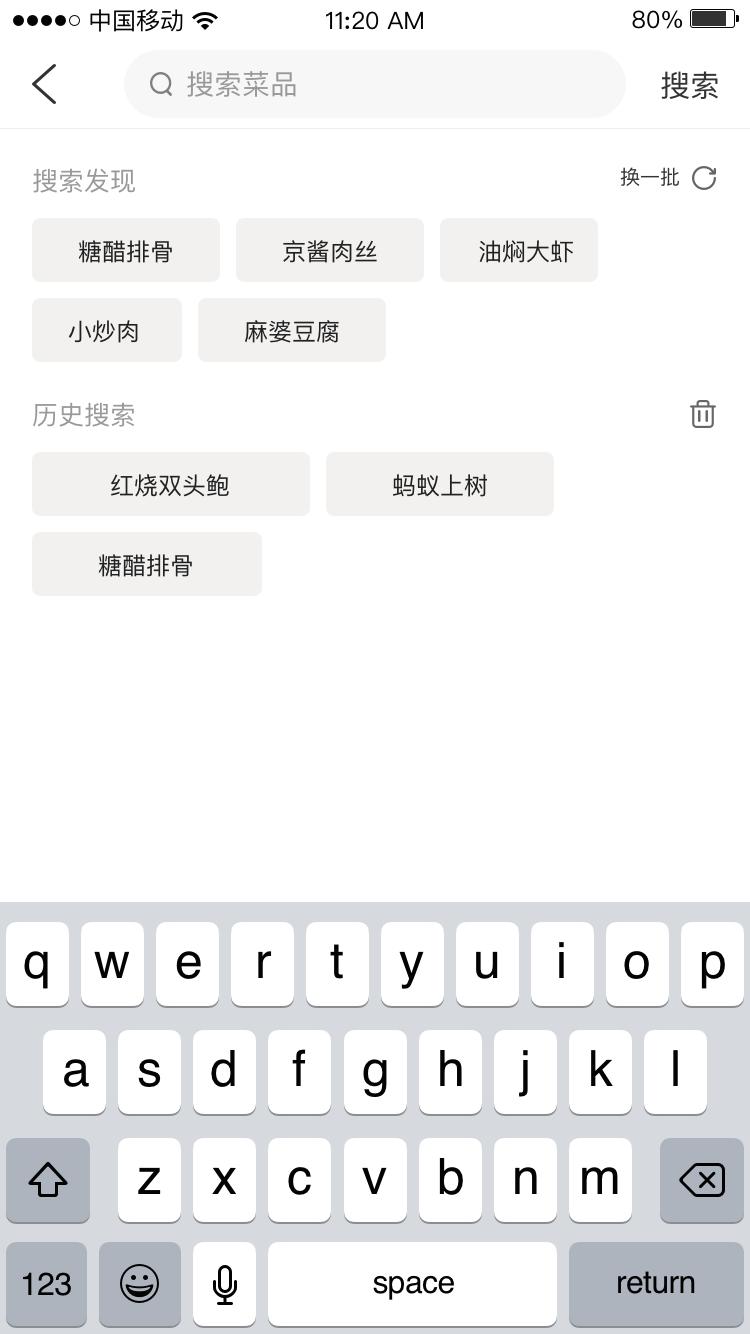 中国移动 11:20 AM 80%
搜索菜品 搜索
搜索发现 换一批
糖醋排骨 京酱肉丝 油焖大虾
小炒肉 麻婆豆腐
历史搜索
红烧双头鲍 蚂蚁上树
糖醋排骨
q w e r t y u i o p
a s d f g h j k l
z x c v b n m
123 space return